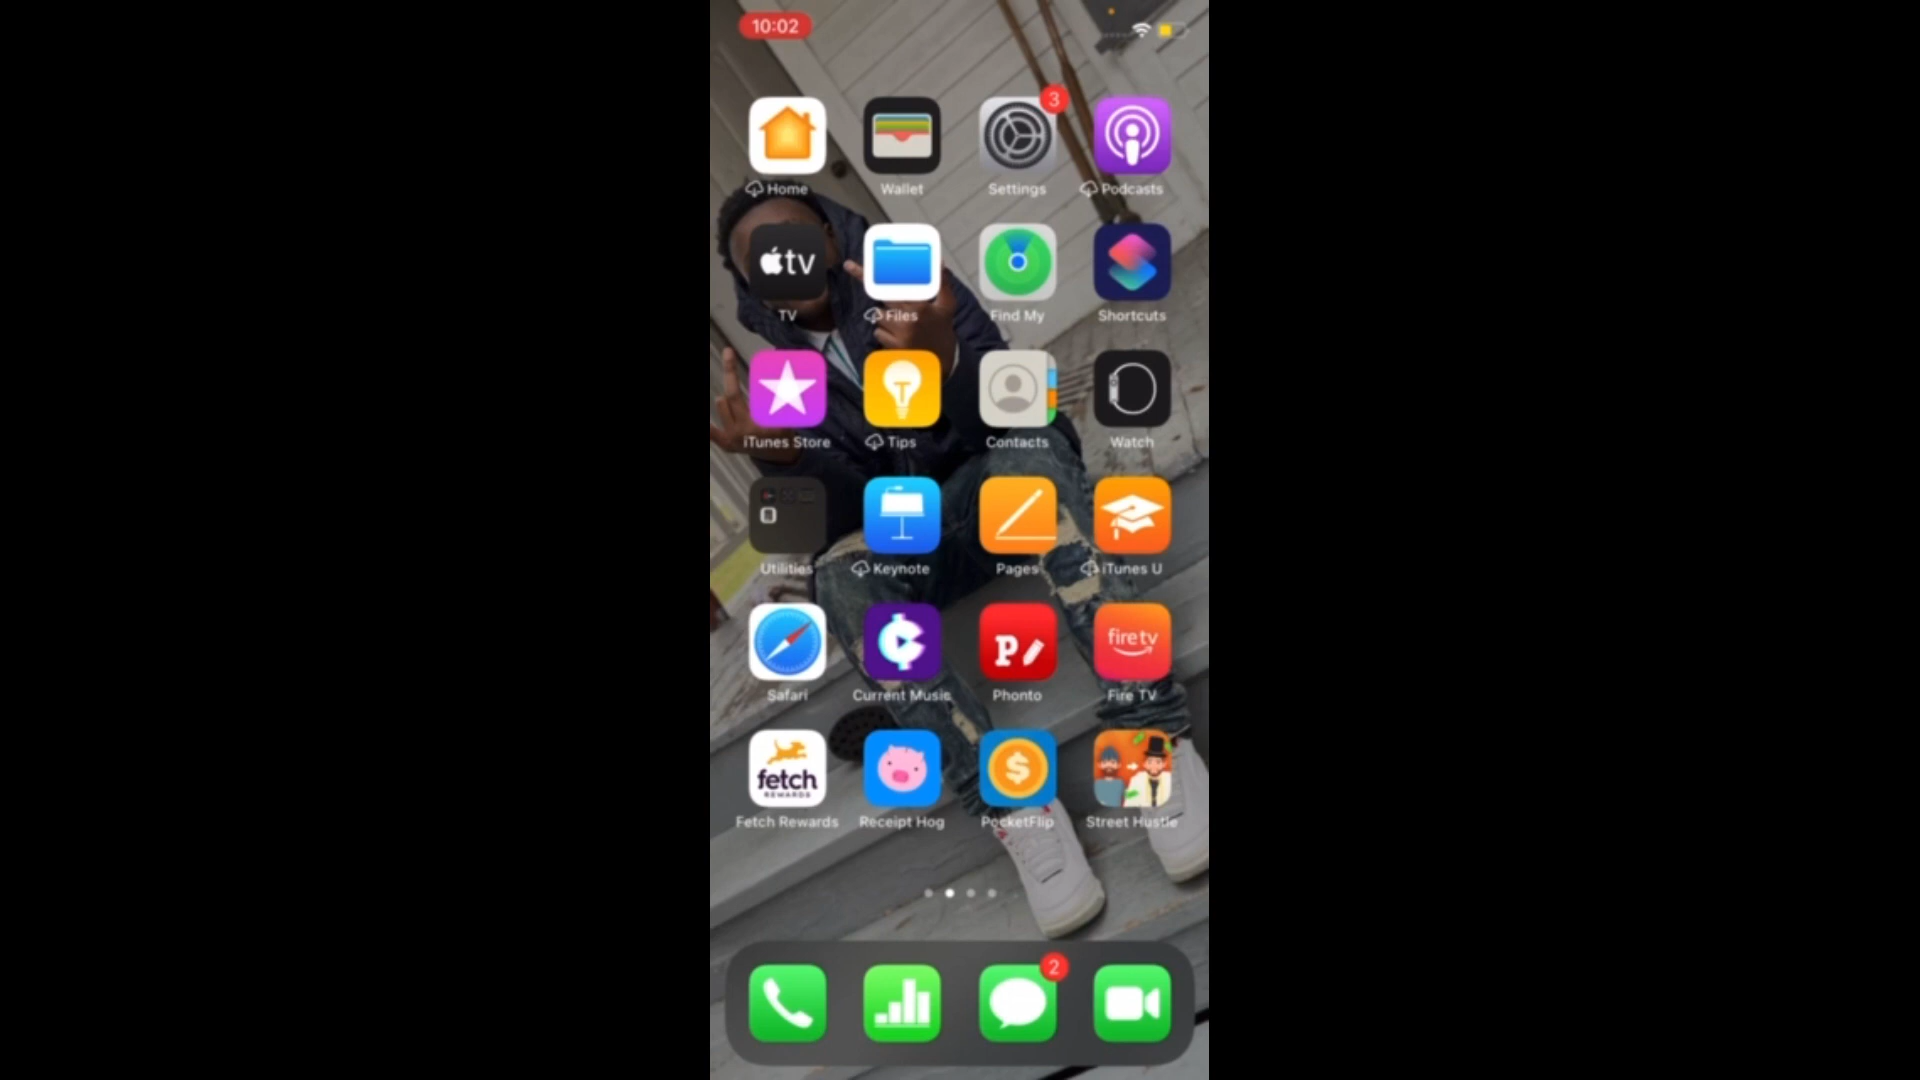 10:02
3
Home Wallet Settings Podcasts
tv
TV Files Find My Shortcuts
T
iTunes Store Tips Contacts Watch
Utilities Keynote Pages iTunes U
P fire tv
Safari Current Music Phonto Fire TV
fetch
REWARDS
$
Fetch Rewards Receipt Hog PocketFlip Street Hustle
2